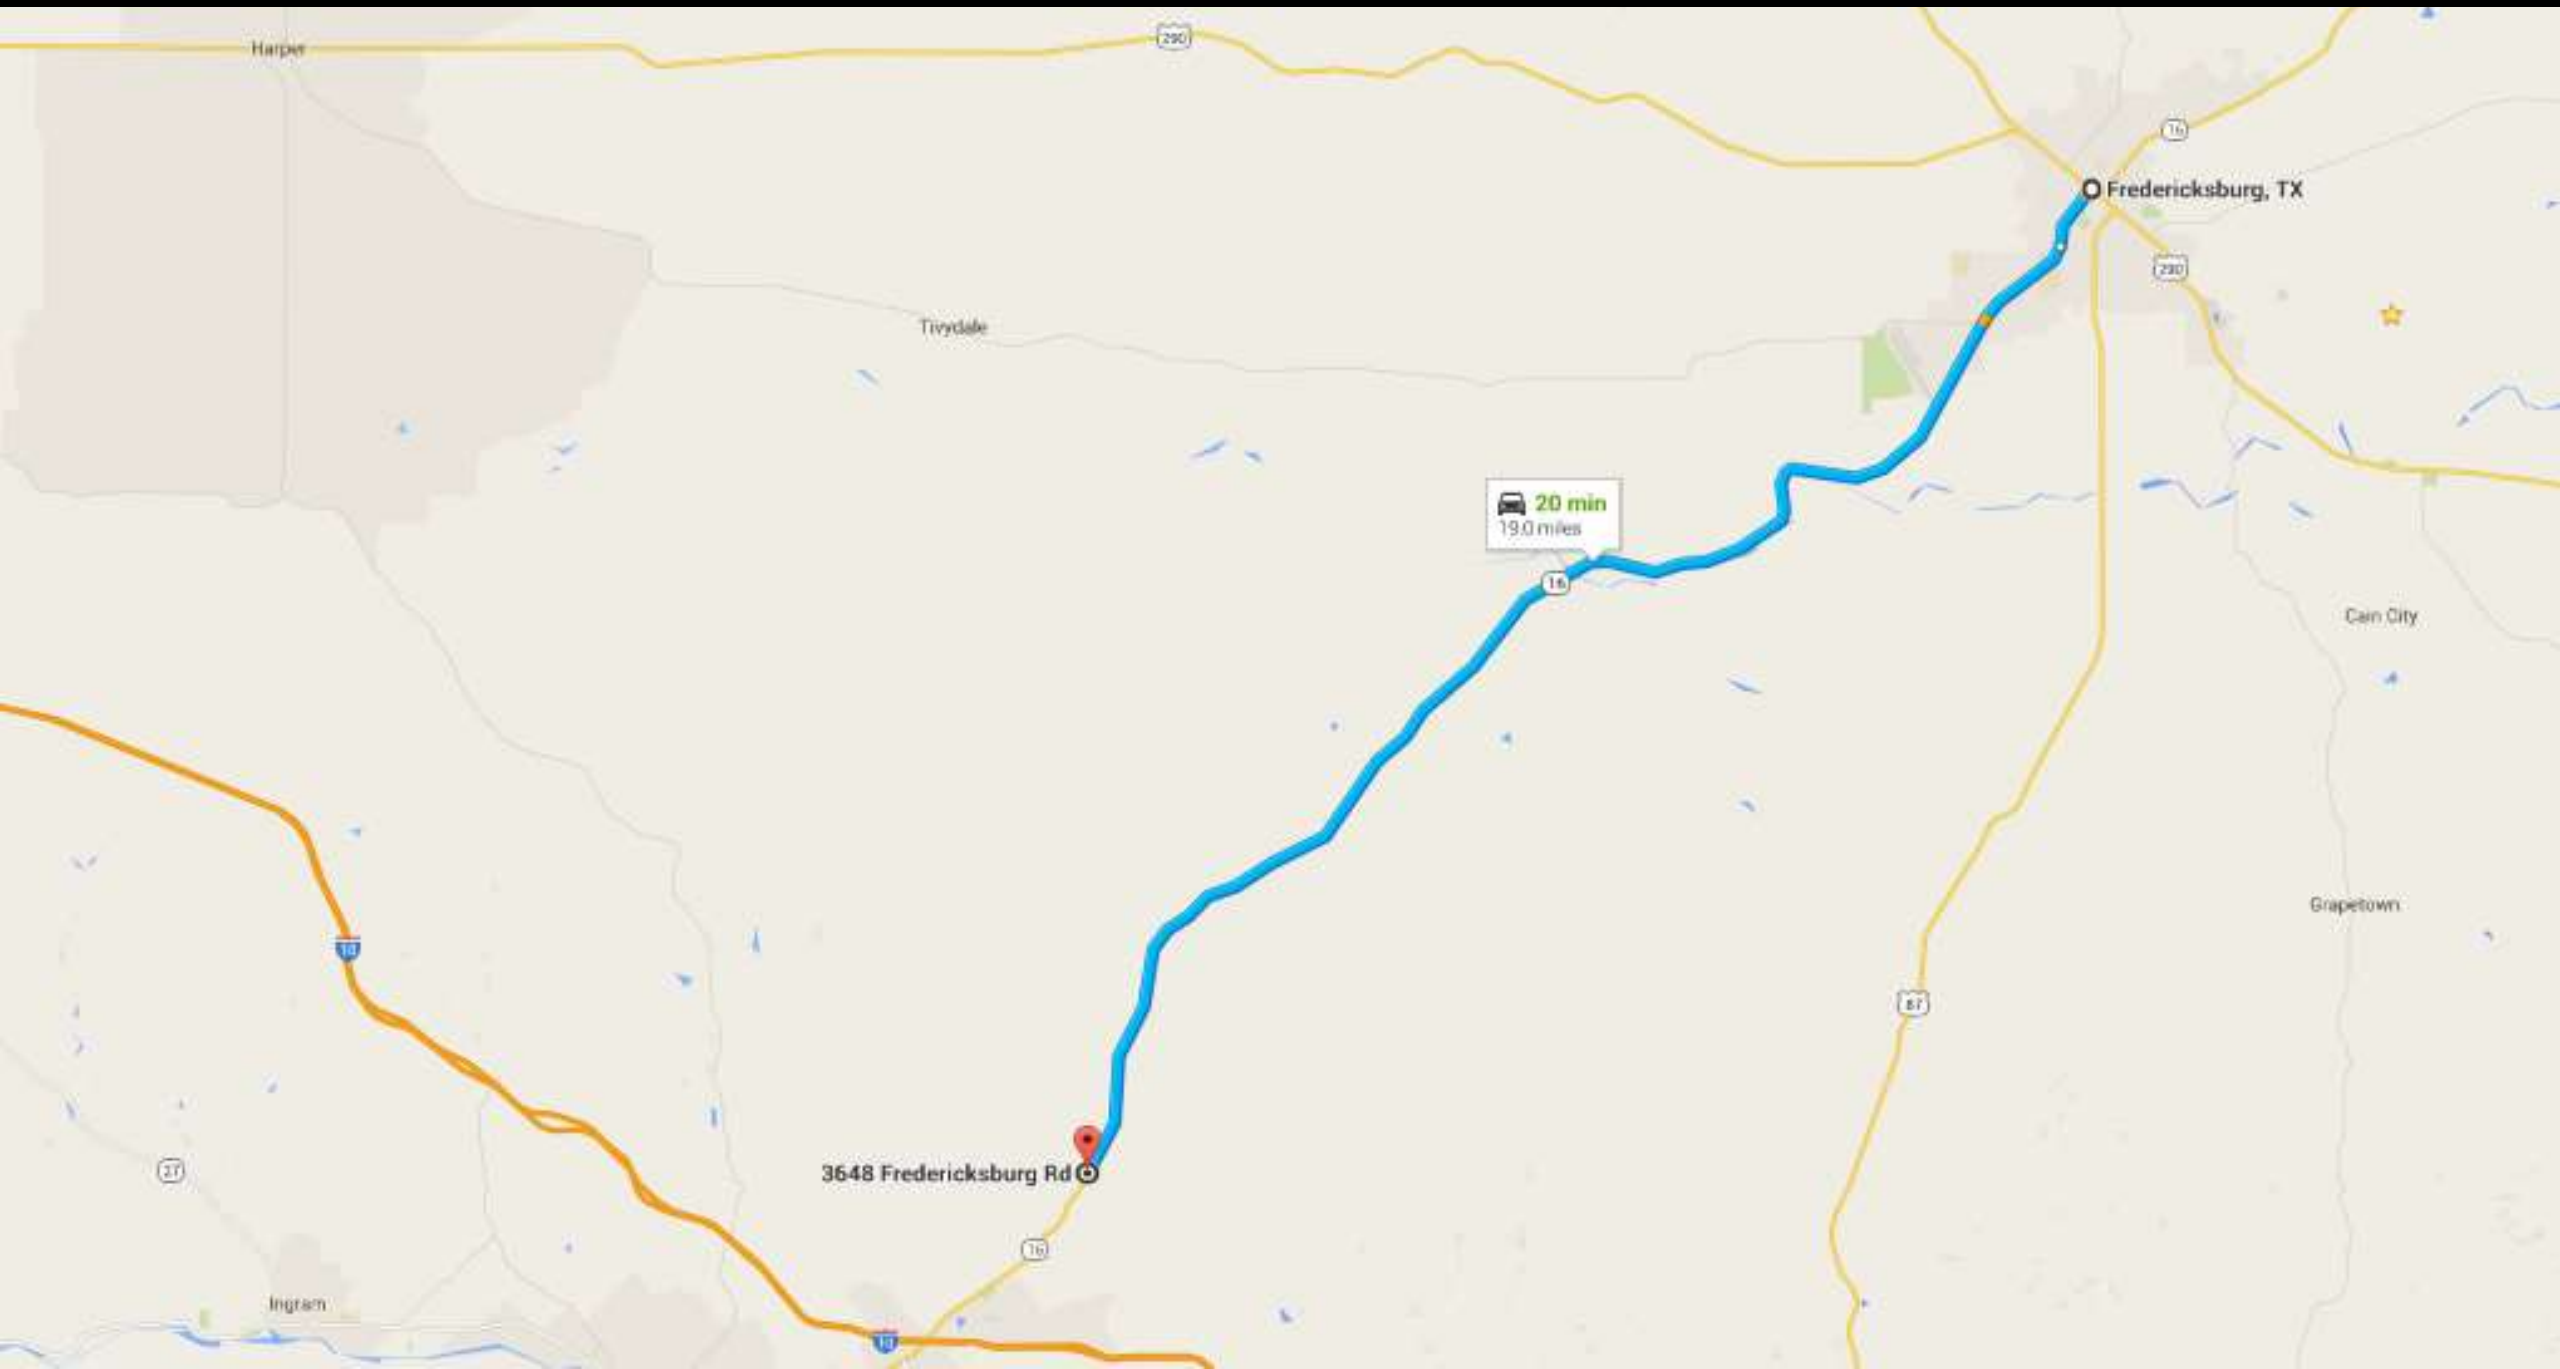 Harper
290
16
Fredericksburg, TX
290
Tivydale
20 min
19.0 miles
16
Cain City
Grapetown
10
87
3648 Fredericksburg Rd
27
16
Ingram
10